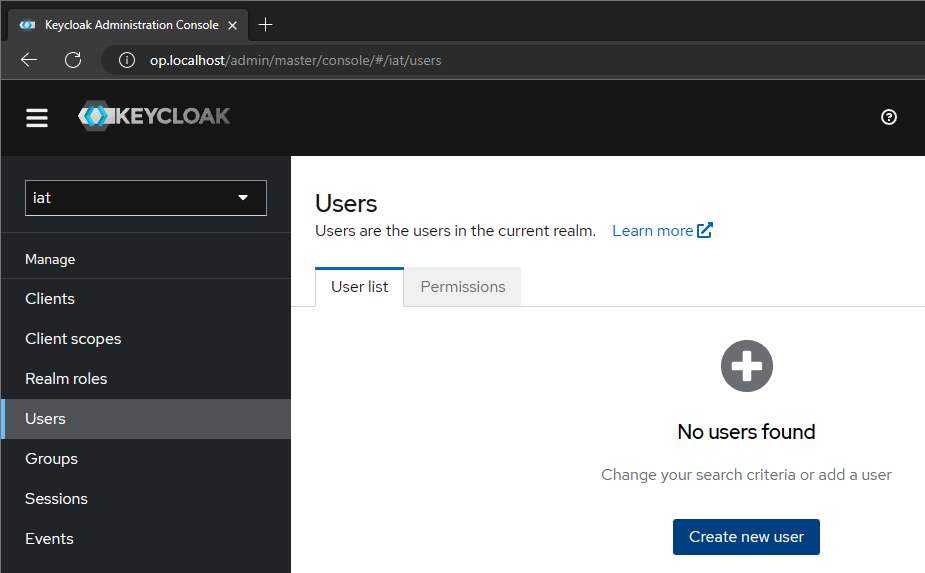 Keycloak Administration Console
op.localhost/admin/master/console/#/iat/users
KEYCLOAK
iat
Manage
Clients
Client scopes
Realm roles
Users
Groups
Sessions
Events
Users
Users are the users in the current realm. Learn more
User list Permissions
No users found
Change your search criteria or add a user
Create new user